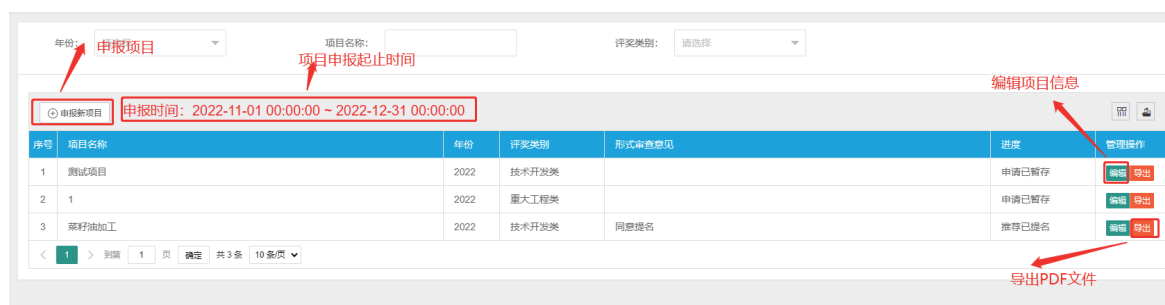 年份:
申报项目
项目名称:
评奖类别: 请选择
项目申报起止时间
编辑项目信息
申报新项目 申报时间: 2022-11-01 00:00:00 ~ 2022-12-31 00:00:00
序号 项目名称 年份 评奖类别 形式审查意见 进度 管理操作
1 测试项目 2022 技术开发类 申请已暂存 编辑 导出
2 1 2022 重大工程类 申请已暂存 编辑 导出
3 菜籽油加工 2022 技术开发类 同意提名 推荐已提名 编辑 导出
< 1 > 到第 1 页 确定 共 3 条 10 条/页
导出PDF文件